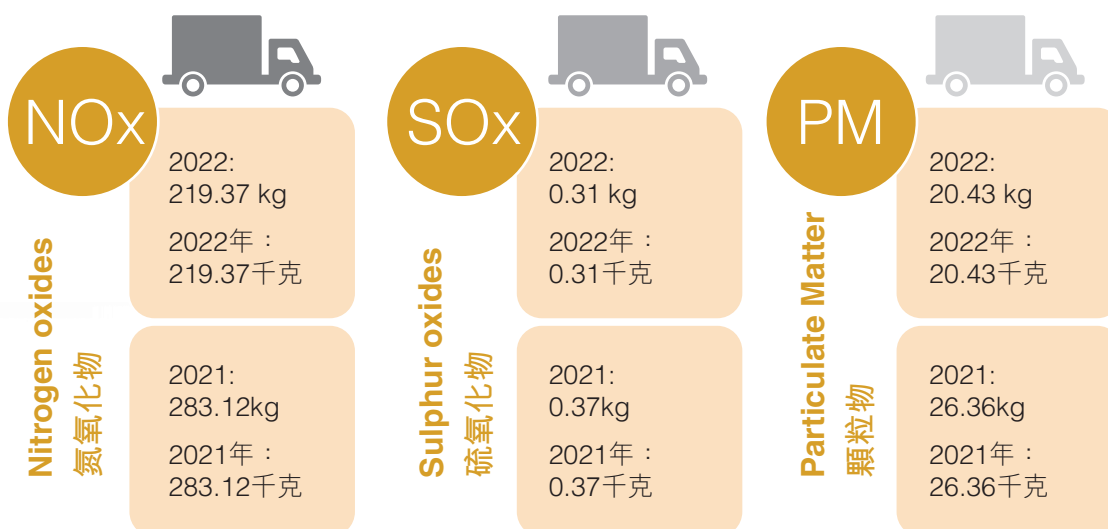 NOx
2022:
219.37 kg
2022年：
219.37千克
Nitrogen oxides
氮氧化物
2021:
283.12kg
2021年：
283.12千克
SOx
2022:
0.31 kg
2022年：
0.31千克
Sulphur oxides
硫氧化物
2021:
0.37kg
2021年：
0.37千克
PM
2022:
20.43 kg
2022年：
20.43千克
Particulate Matter
顆粒物
2021:
26.36kg
2021年：
26.36千克